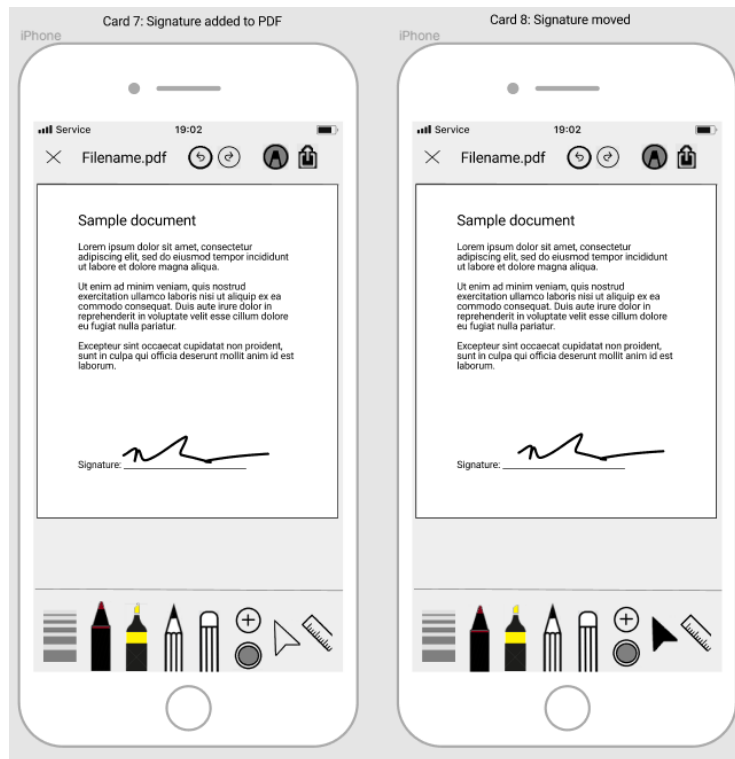 Card 7: Signature added to PDF
iPhone
Service
19:02
Filename.pdf
Sample document
Lorem ipsum dolor sit amet, consectetur
adipiscing elit, sed do eiusmod tempor incididunt
ut labore et dolore magna aliqua.
Ut enim ad minim veniam, quis nostrud
exercitation ullamco laboris nisi ut aliquip ex ea
commodo consequat. Duis aute irure dolor in
reprehenderit in voluptate velit esse cillum dolore
eu fugiat nulla pariatur.
Excepteur sint occaecat cupidatat non proident,
sunt in culpa qui officia deserunt mollit anim id est
laborum.
Signature:
Card 8: Signature moved
iPhone
Service
19:02
Filename.pdf
Sample document
Lorem ipsum dolor sit amet, consectetur
adipiscing elit, sed do eiusmod tempor incididunt
ut labore et dolore magna aliqua.
Ut enim ad minim veniam, quis nostrud
exercitation ullamco laboris nisi ut aliquip ex ea
commodo consequat. Duis aute irure dolor in
reprehenderit in voluptate velit esse cillum dolore
eu fugiat nulla pariatur.
Excepteur sint occaecat cupidatat non proident,
sunt in culpa qui officia deserunt mollit anim id est
laborum.
Signature: